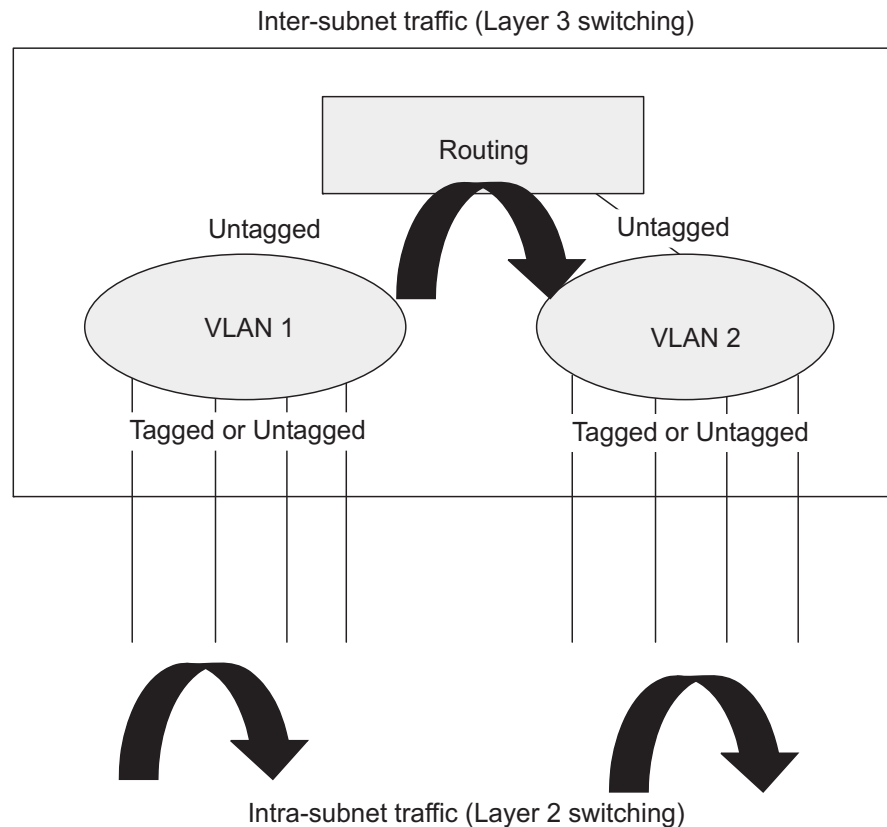 Inter-subnet traffic (Layer 3 switching)
Routing
Untagged
Untagged
VLAN 1
VLAN 2
Tagged or Untagged
Tagged or Untagged
Intra-subnet traffic (Layer 2 switching)